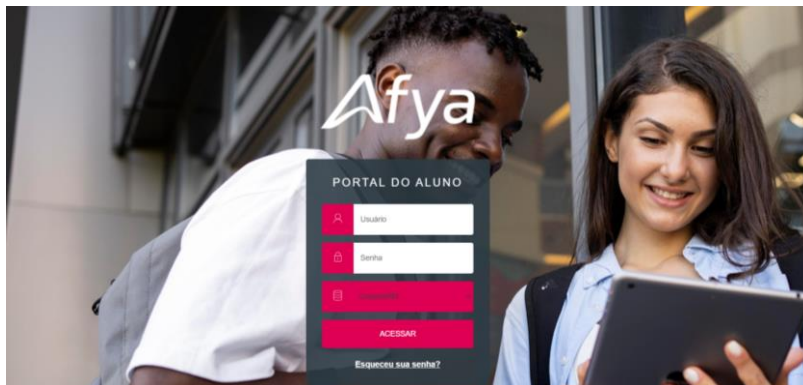 Afya
PORTAL DO ALUNO
Usuário
Senha
ACESSAR
Esqueceu sua senha?